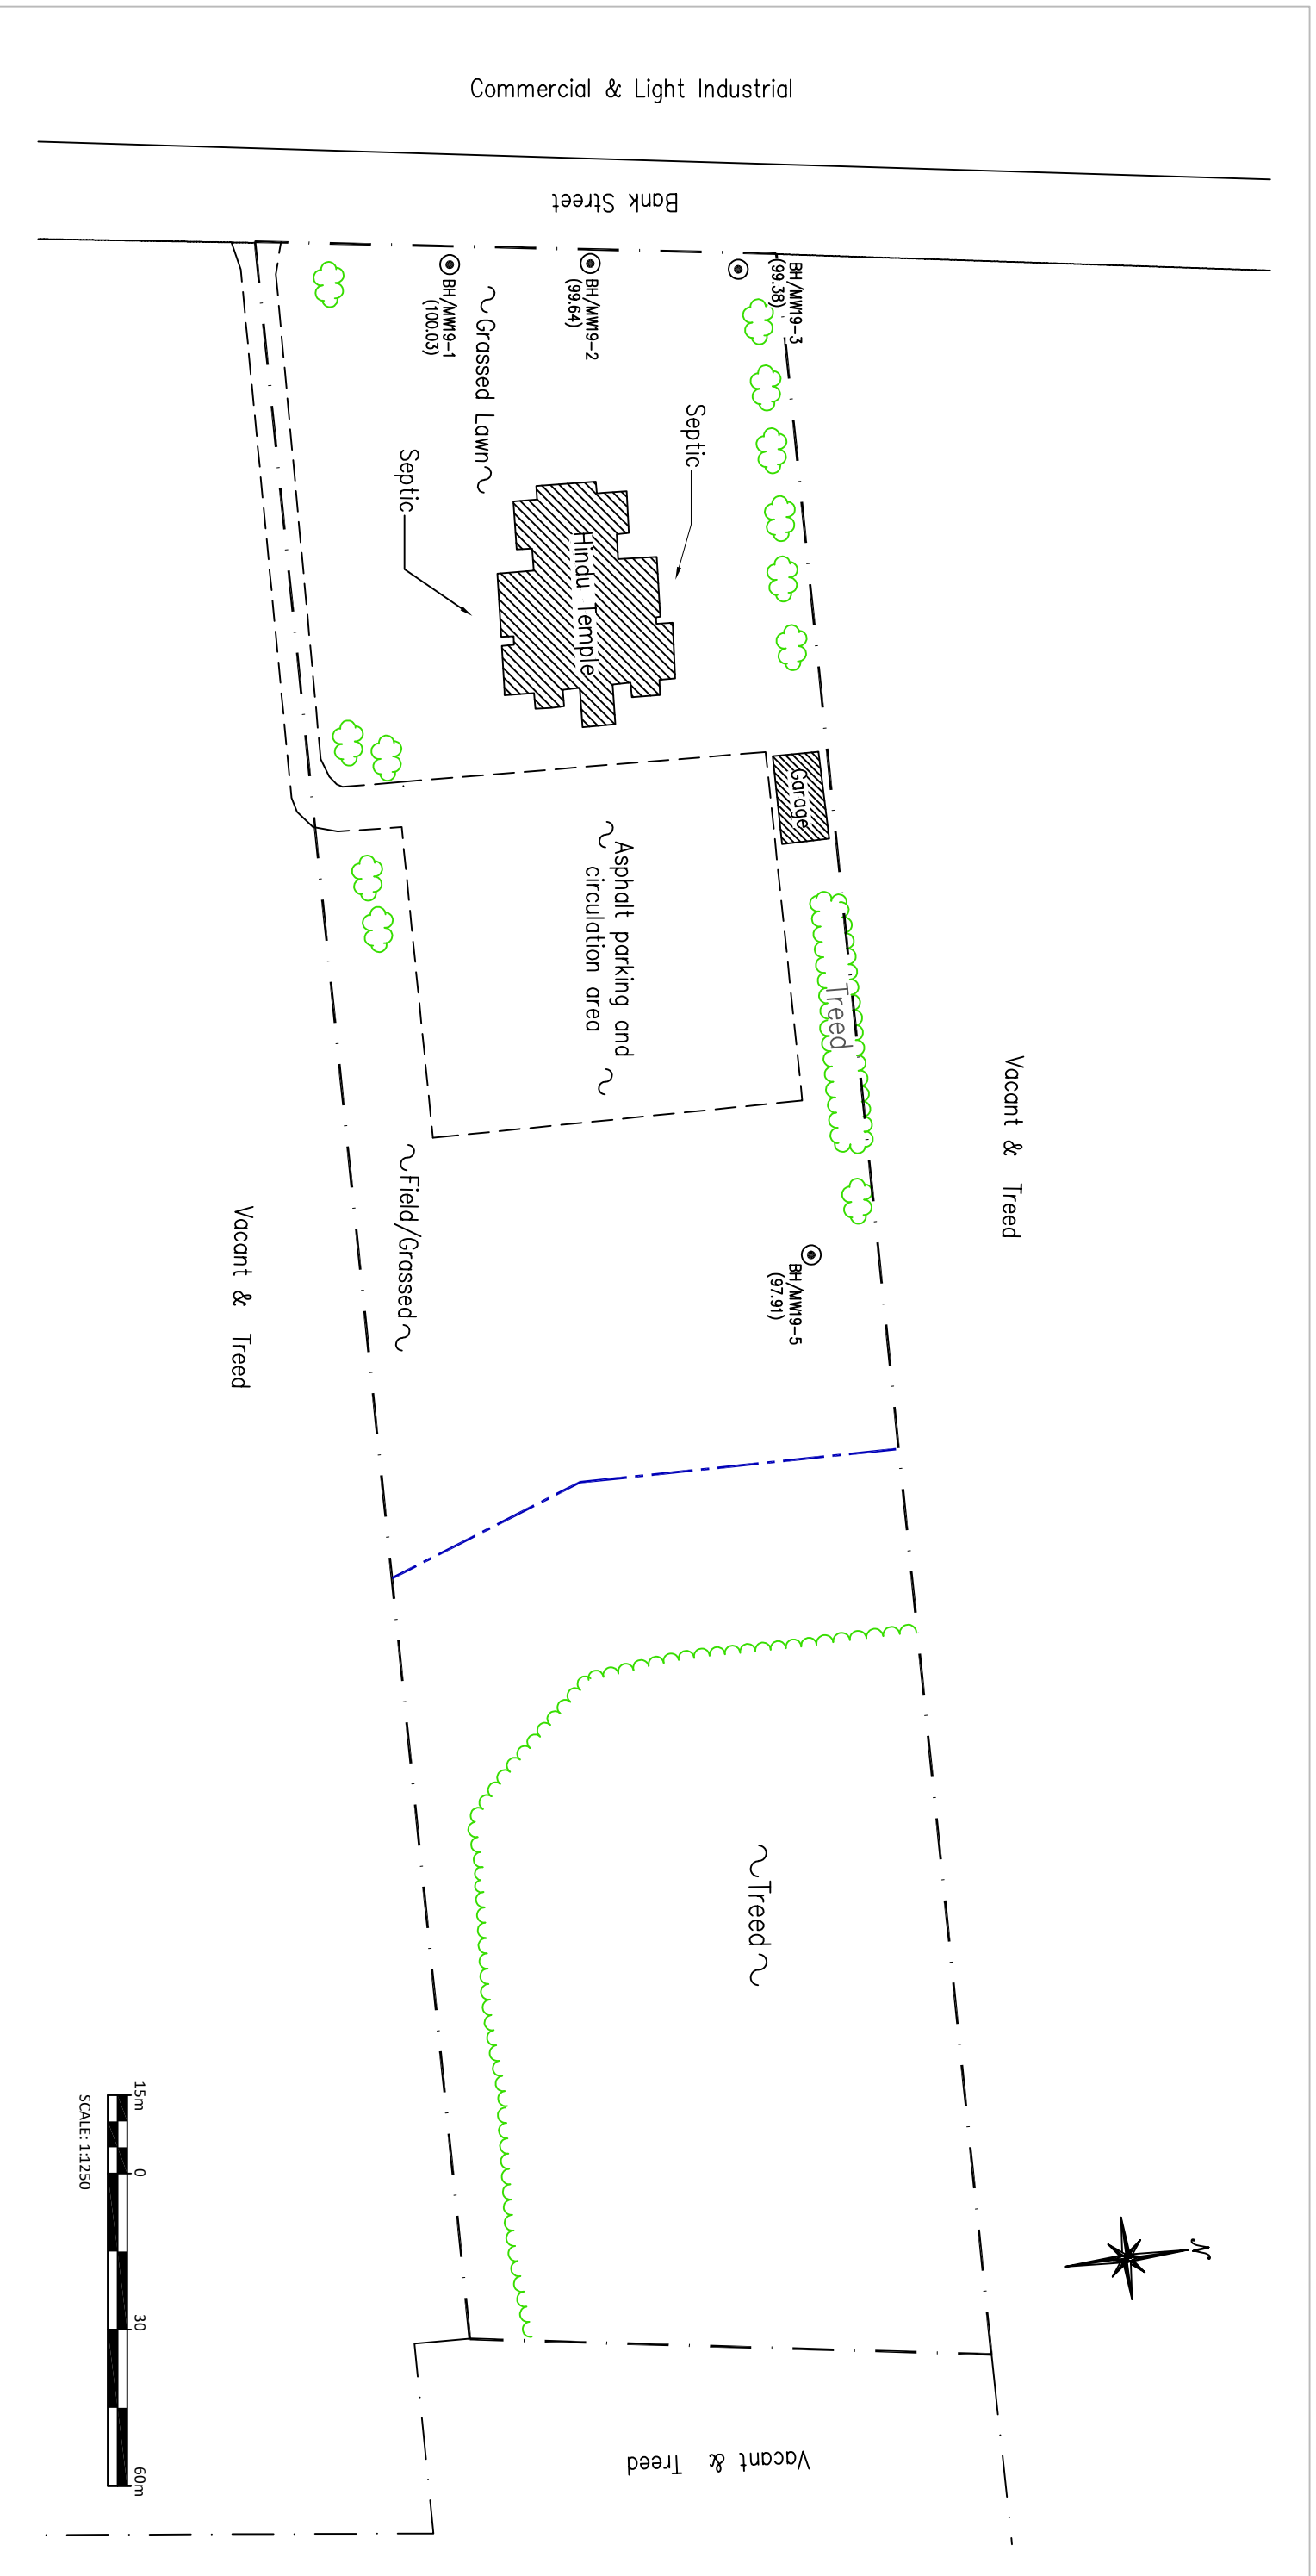 Commercial & Light Industrial
Bank Street
BH/MW19-3
(99.38)
BH/MW19-2
(99.64)
BH/MW19-1
(100.03)
~Grassed Lawn~
Septic
Septic
Hindu Temple
Garage
~Asphalt parking and
circulation area ~
Treed
Vacant & Treed
~Field/Grassed~
Vacant & Treed
BH/MW19-5
(97.91)
~Treed~
15m 0 30 60m
SCALE: 1:1250
N
Vacant & Treed